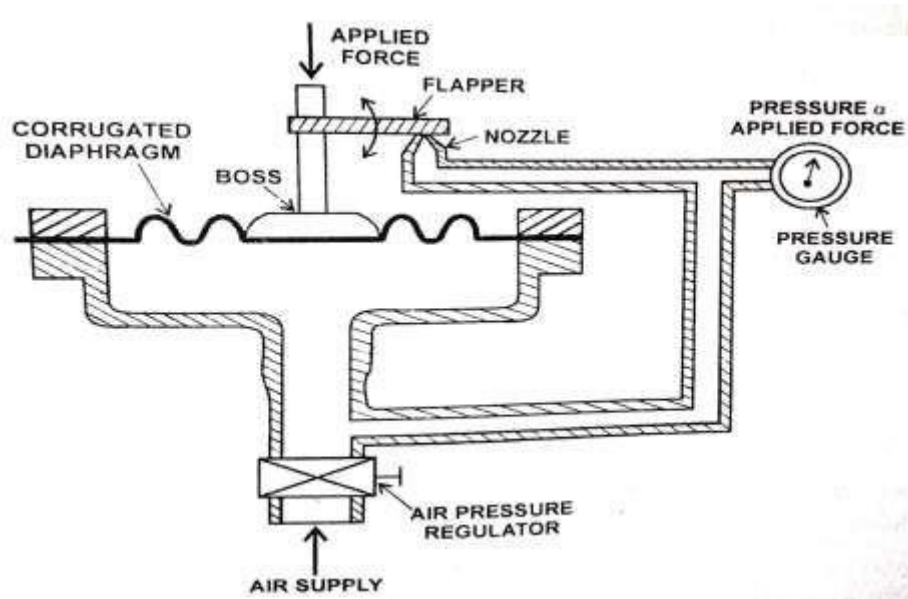 APPLIED
FORCE
FLAPPER
NOZZLE
PRESSURE α
APPLIED FORCE
CORRUGATED
DIAPHRAGM
BOSS
PRESSURE
GAUGE
AIR PRESSURE
REGULATOR
AIR SUPPLY